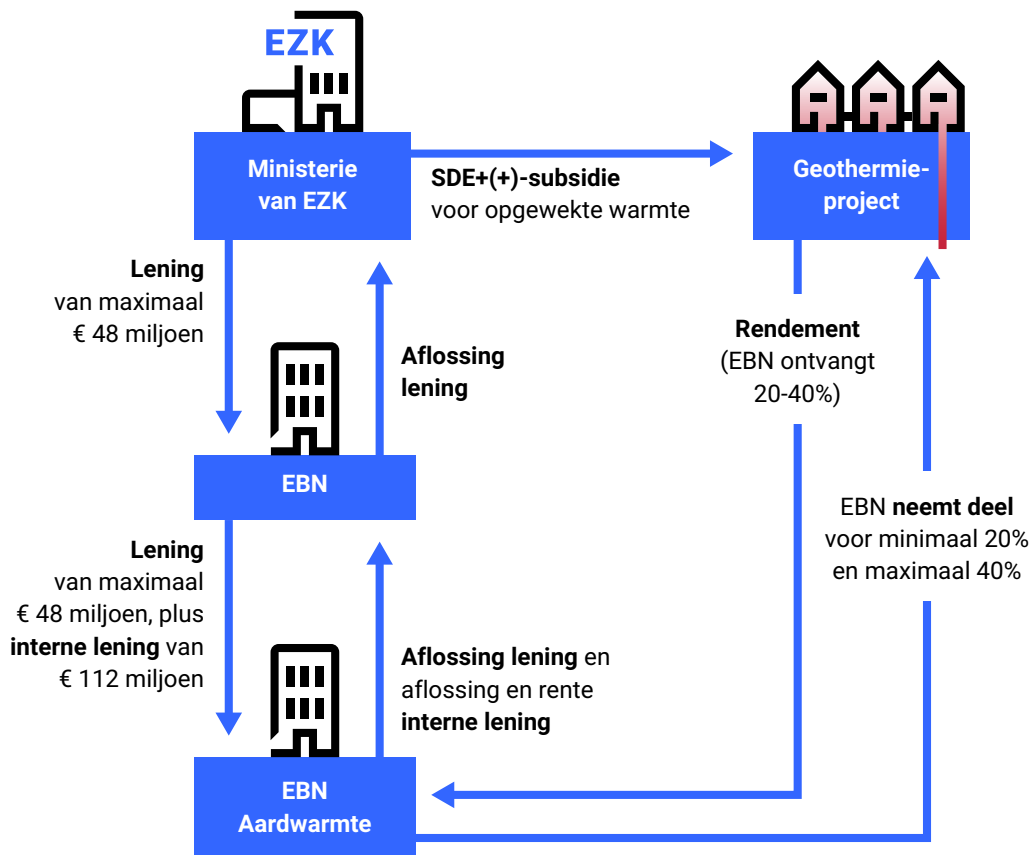 EZK
Ministerie
van EZK
SDE+(+)-subsidie
voor opgewekte warmte
Geothermie-
project
Lening
van maximaal
€ 48 miljoen
Aflossing
lening
Rendement
(EBN ontvangt
20-40%)
EBN
EBN neemt deel
voor minimaal 20%
en maximaal 40%
Lening
van maximaal
€ 48 miljoen, plus
interne lening van
€ 112 miljoen
Aflossing lening en
aflossing en rente
interne lening
EBN
Aardwarmte